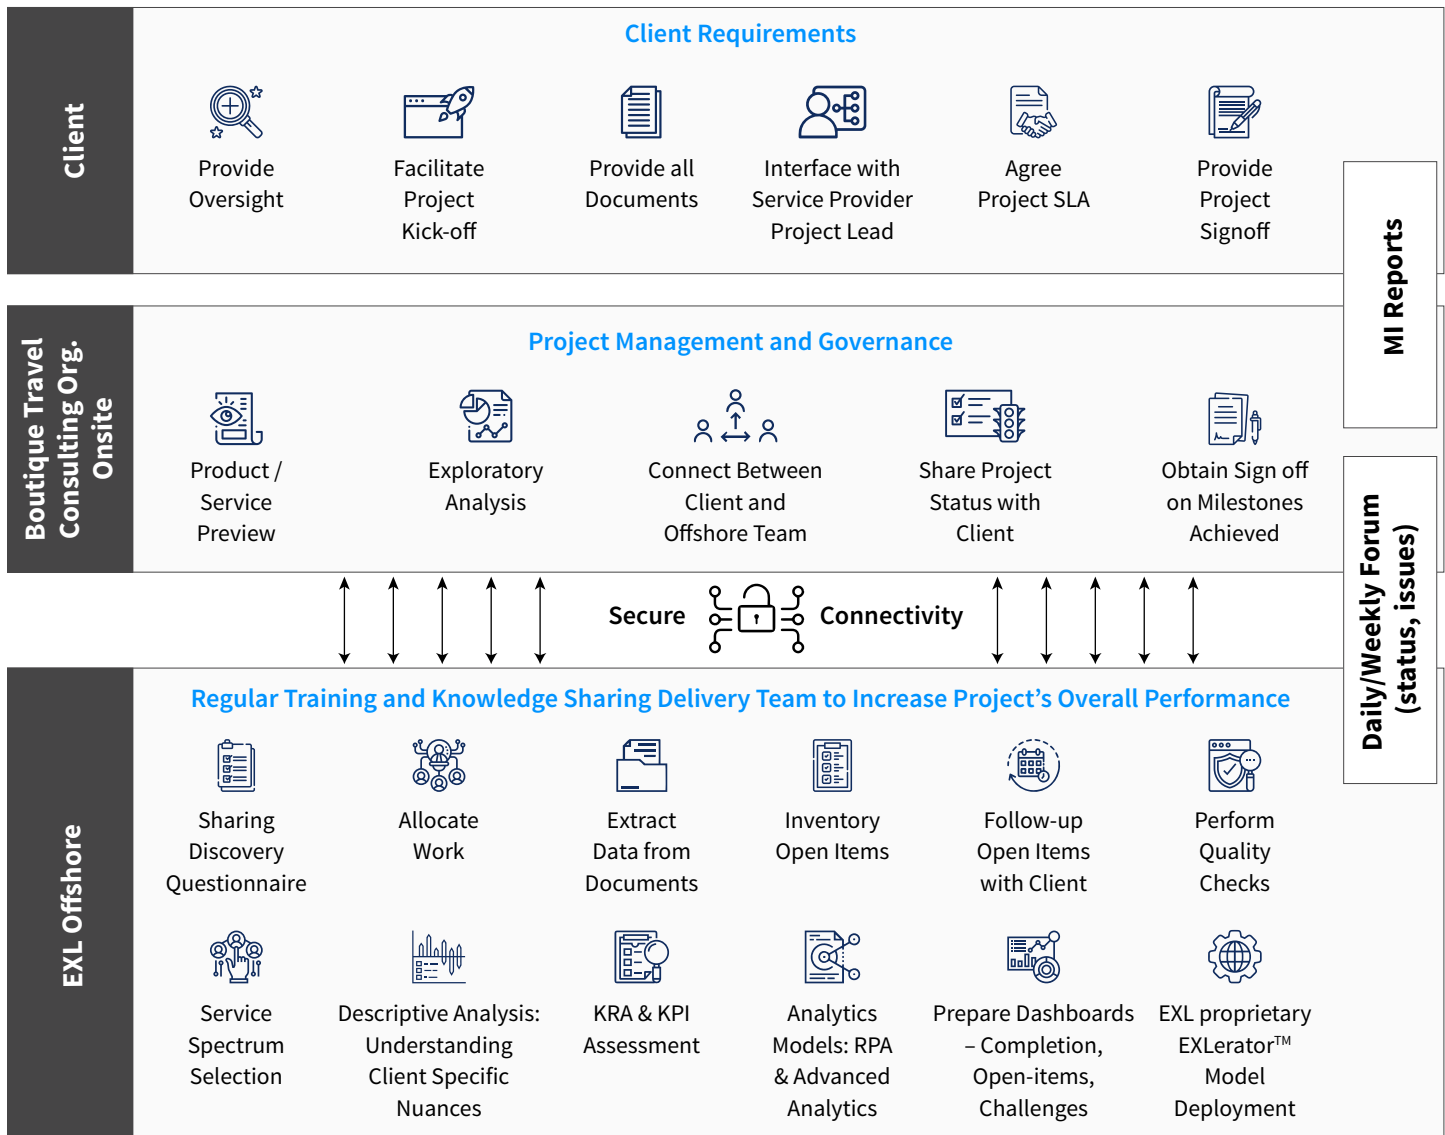 Client
Client Requirements
Provide
Oversight
Facilitate
Project
Kick-off
Provide all
Documents
Interface with
Service Provider
Project Lead
Agree
Project SLA
Provide
Project
Signoff
MI Reports
Boutique Travel
Consulting Org.
Onsite
Project Management and Governance
Product /
Service
Preview
Exploratory
Analysis
Connect Between
Client and
Offshore Team
Share Project
Status with
Client
Obtain Sign off
on Milestones
Achieved
Daily/Weekly Forum
(status, issues)
Secure
Connectivity
EXL Offshore
Regular Training and Knowledge Sharing Delivery Team to Increase Project’s Overall Performance
Sharing
Discovery
Questionnaire
Allocate
Work
Extract
Data from
Documents
Inventory
Open Items
Follow-up
Open Items
with Client
Perform
Quality
Checks
Service
Spectrum
Selection
Descriptive Analysis:
Understanding
Client Specific
Nuances
KRA & KPI
Assessment
Analytics
Models: RPA
& Advanced
Analytics
Prepare Dashboards
– Completion,
Open-items,
Challenges
EXL proprietary
EXLerator™
Model
Deployment